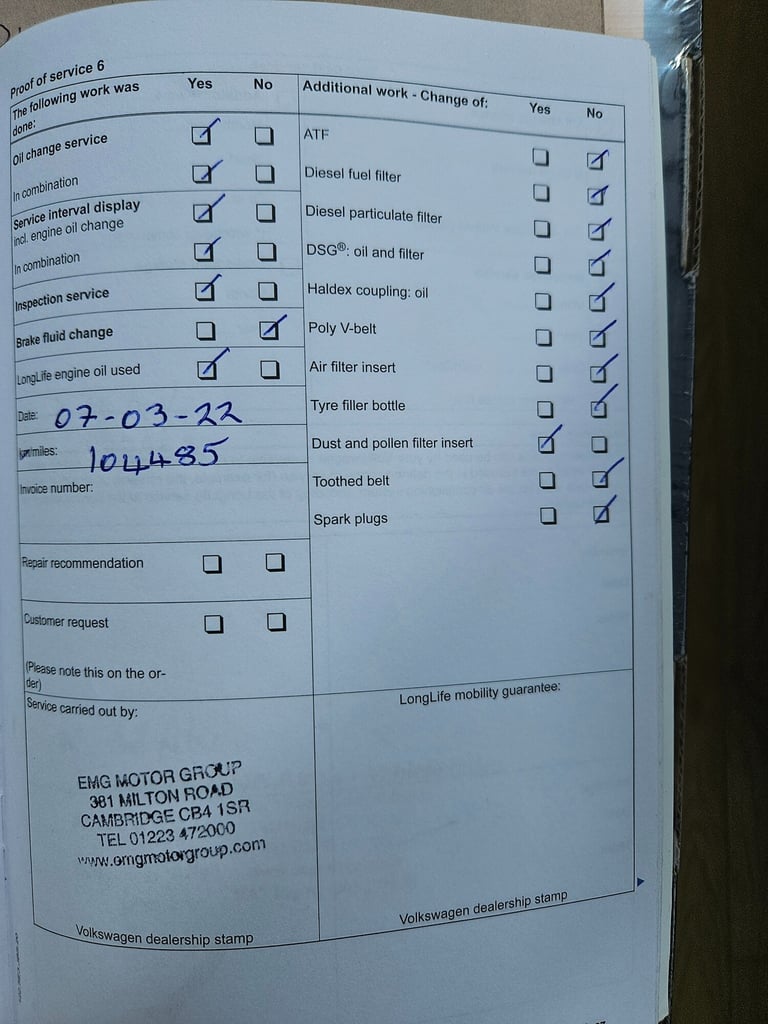 Proof of service 6
The following work was done: Yes No
Oil change service
In combination
Service interval display
incl. engine oil change
In combination
Inspection service
Brake fluid change
LongLife engine oil used
Date: 07-03-22
km/miles: 104485
Invoice number:
Repair recommendation
Customer request
(Please note this on the or-
der)
Additional work - Change of: Yes No
ATF
Diesel fuel filter
Diesel particulate filter
DSG®: oil and filter
Haldex coupling: oil
Poly V-belt
Air filter insert
Tyre filler bottle
Dust and pollen filter insert
Toothed belt
Spark plugs
Service carried out by:
EMG MOTOR GROUP
381 MILTON ROAD
CAMBRIDGE CB4 1SR
TEL 01223 472000
www.emgmotorgroup.com
Volkswagen dealership stamp
LongLife mobility guarantee:
Volkswagen dealership stamp